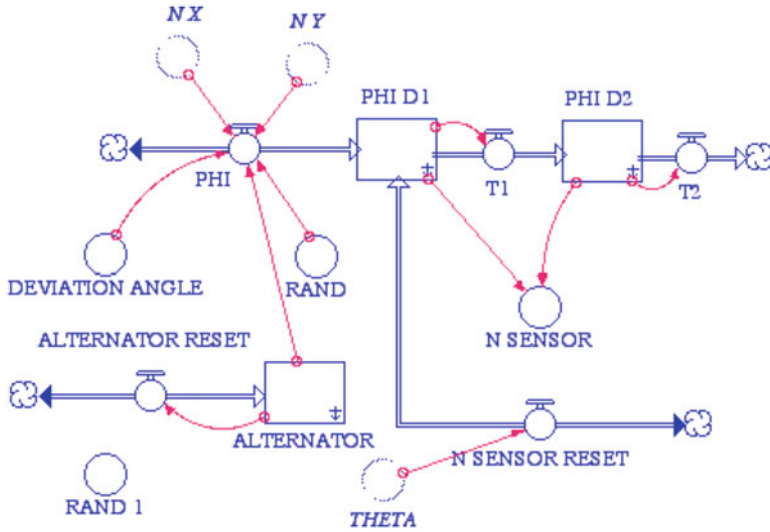 N X
N Y
PHI D1
PHI D2
PHI
T1
T2
DEVIATION ANGLE
RAND
N SENSOR
ALTERNATOR RESET
ALTERNATOR
N SENSOR RESET
RAND 1
THETA